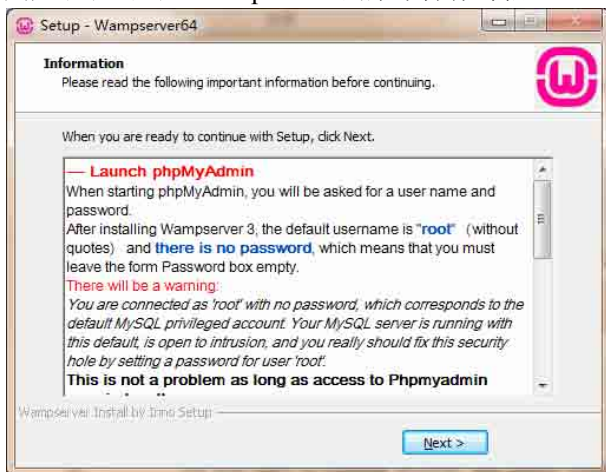 Setup - Wampserver64
Information
Please read the following important information before continuing.
When you are ready to continue with Setup, click Next.
— Launch phpMyAdmin
When starting phpMyAdmin, you will be asked for a user name and
password.
After installing Wampserver 3, the default username is "root" (without
quotes) and there is no password, which means that you must
leave the form Password box empty.
There will be a warning:
You are connected as 'root' with no password, which corresponds to the
default MySQL privileged account. Your MySQL server is running with
this default, is open to intrusion, and you really should fix this security
hole by setting a password for user 'root'.
This is not a problem as long as access to Phpmyadmin
Wampserver Install by Inno Setup
Next >